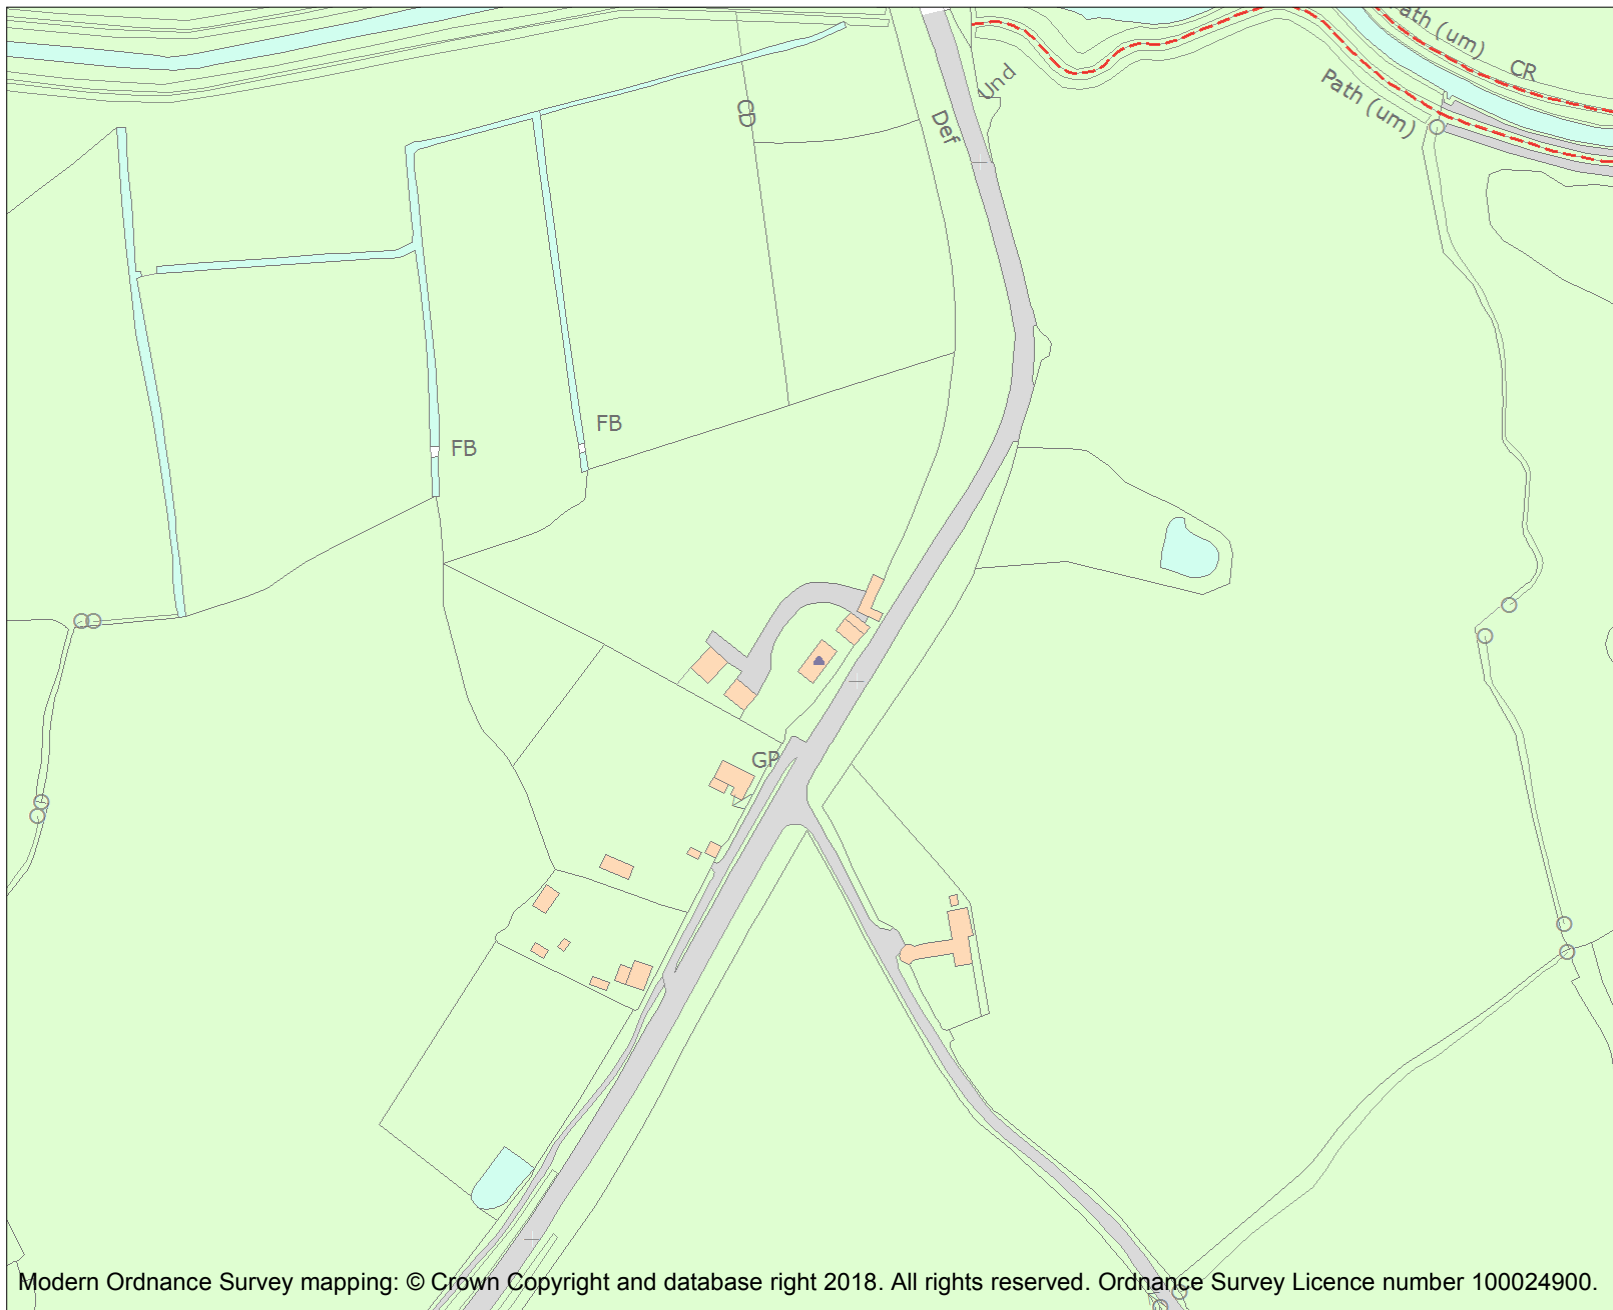 Path (um)
CR
Path (um)
Und
CD
Def
FB
FB
GP
Modern Ordnance Survey mapping: © Crown Copyright and database right 2018. All rights reserved. Ordnance Survey Licence number 100024900.